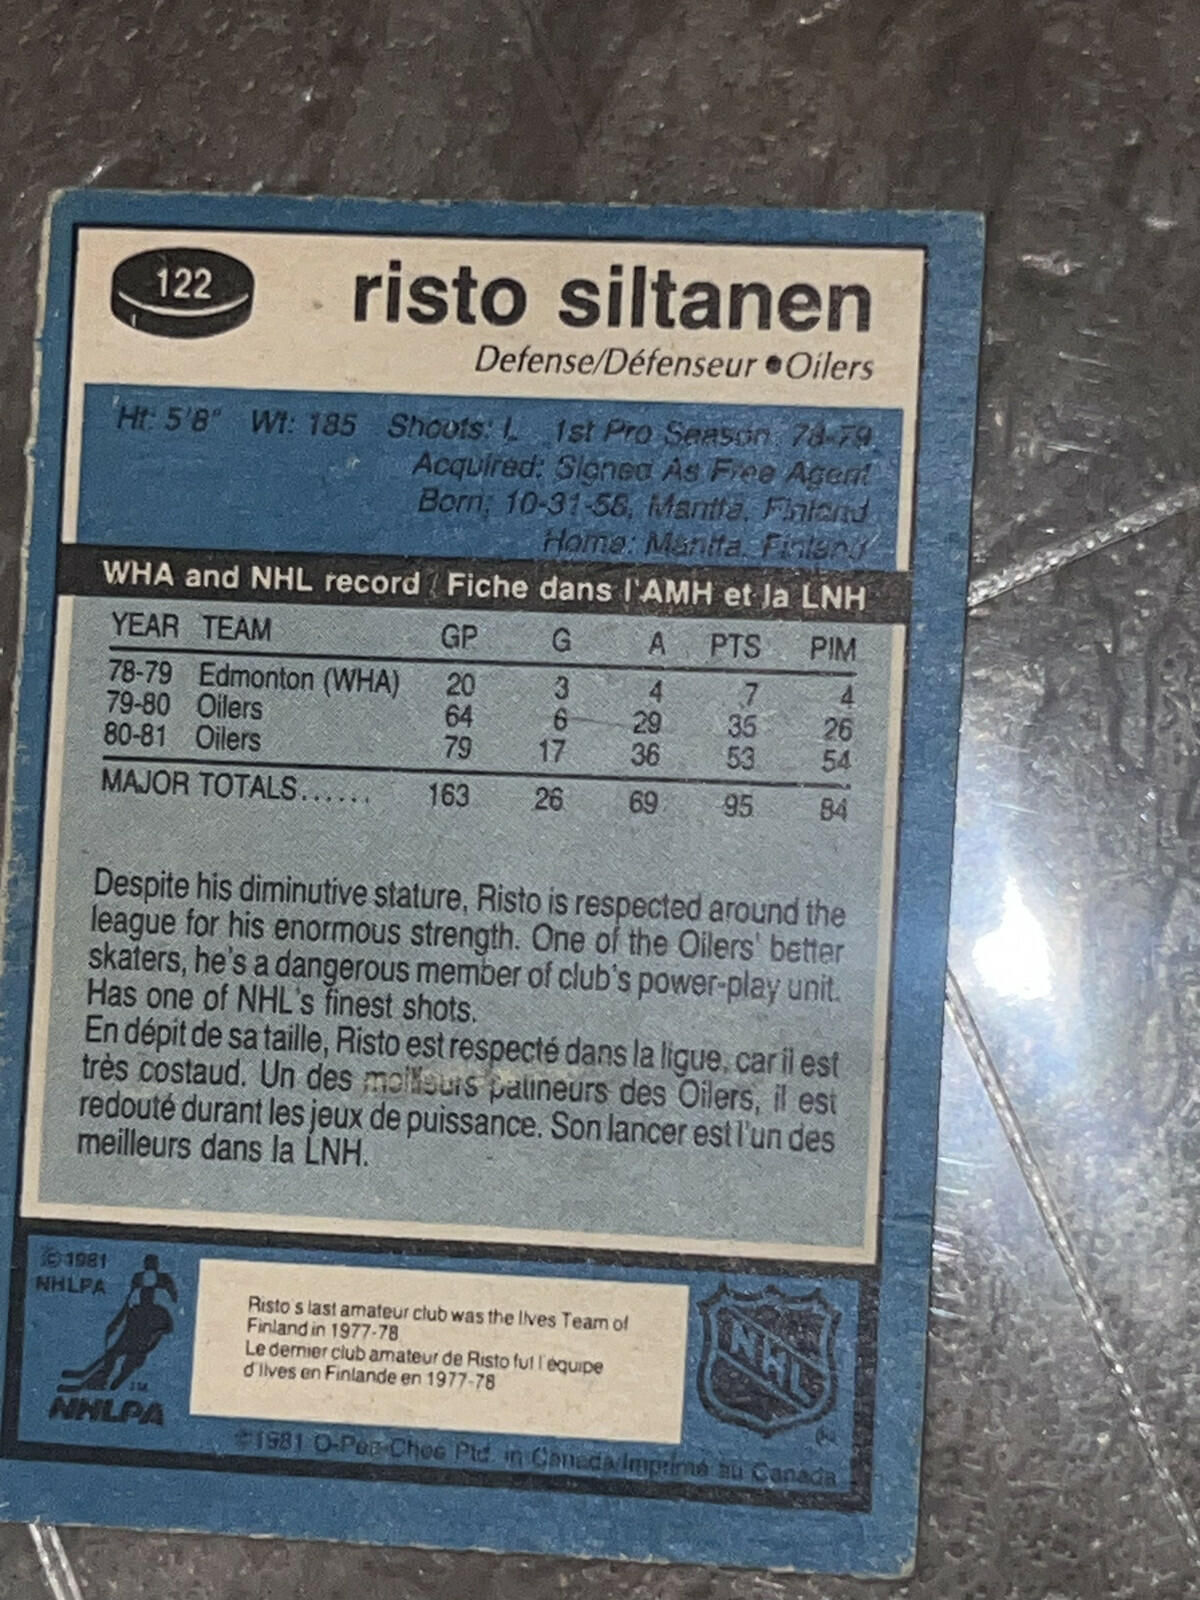 122
risto siltanen
Defense/Défenseur ● Oilers
Ht: 5'8" Wt: 185 Shoots: L 1st Pro Season: 78-79
Acquired: Signed As Free Agent
Born: 10-31-58, Mantta, Finland
Home: Mantta, Finland
WHA and NHL record / Fiche dans l'AMH et la LNH
YEAR TEAM GP G A PTS PIM
78-79 Edmonton (WHA) 20 3 4 7 4
79-80 Oilers 64 6 29 35 26
80-81 Oilers 79 17 36 53 54
MAJOR TOTALS...... 163 26 69 95 84
Despite his diminutive stature, Risto is respected around the
league for his enormous strength. One of the Oilers' better
skaters, he's a dangerous member of club's power-play unit.
Has one of NHL's finest shots.
En dépit de sa taille, Risto est respecté dans la ligue, car il est
très costaud. Un des meilleurs patineurs des Oilers, il est
redouté durant les jeux de puissance. Son lancer est l'un des
meilleurs dans la LNH.
©1981
NHLPA
TM
NHLPA
Risto's last amateur club was the Ilves Team of
Finland in 1977-78
Le dernier club amateur de Risto fut l'équipe
d'Ilves en Finlande en 1977-78
NHL
©1981 O-Pee-Chee Ptd. in Canada/Imprimé au Canada